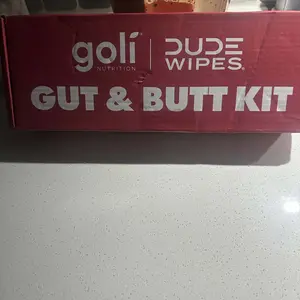 goli
NUTRITION
DUDE
WIPES®
GUT & BUTT KIT